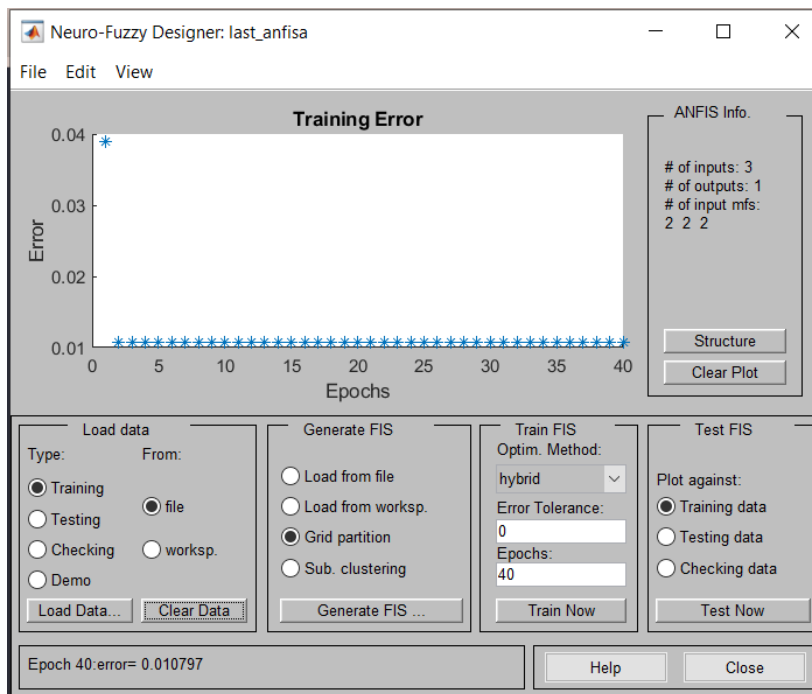 Neuro-Fuzzy Designer: last_anfisa
File Edit View
Training Error
0.04
0.03
0.02
0.01
Error
0 5 10 15 20 25 30 35 40
Epochs
ANFIS Info.
# of inputs: 3
# of outputs: 1
# of input mfs:
2 2 2
Structure
Clear Plot
Load data
Type: From:
Training
Testing
Checking
Demo
file
worksp.
Load Data...
Clear Data
Generate FIS
Load from file
Load from worksp.
Grid partition
Sub. clustering
Generate FIS ...
Train FIS
Optim. Method:
hybrid
Error Tolerance:
0
Epochs:
40
Train Now
Test FIS
Plot against:
Training data
Testing data
Checking data
Test Now
Epoch 40:error= 0.010797
Help
Close